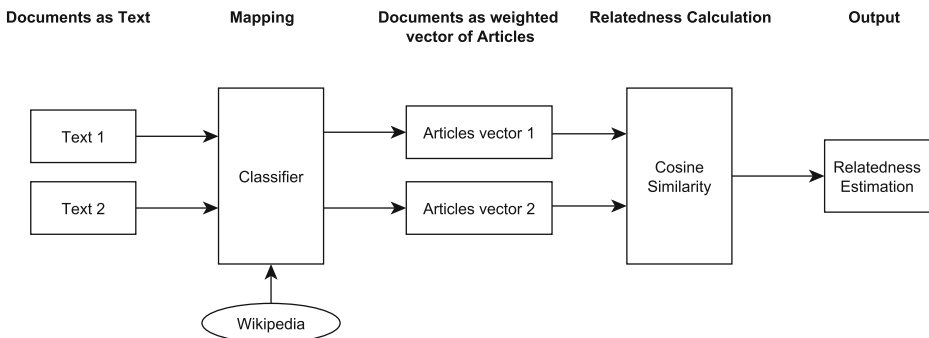 Documents as Text
Mapping
Documents as weighted
vector of Articles
Relatedness Calculation
Output
Text 1
Text 2
Classifier
Wikipedia
Articles vector 1
Articles vector 2
Cosine
Similarity
Relatedness
Estimation